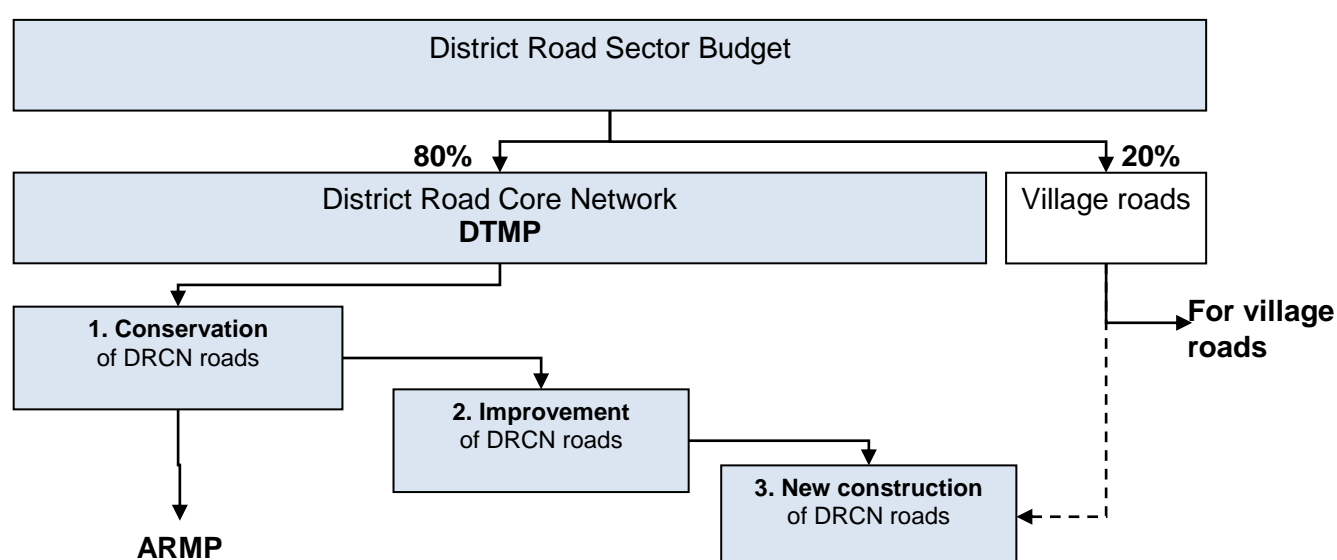 District Road Sector Budget
80%
20%
District Road Core Network
DTMP
Village roads
1. Conservation
of DRCN roads
For village
roads
2. Improvement
of DRCN roads
3. New construction
of DRCN roads
ARMP